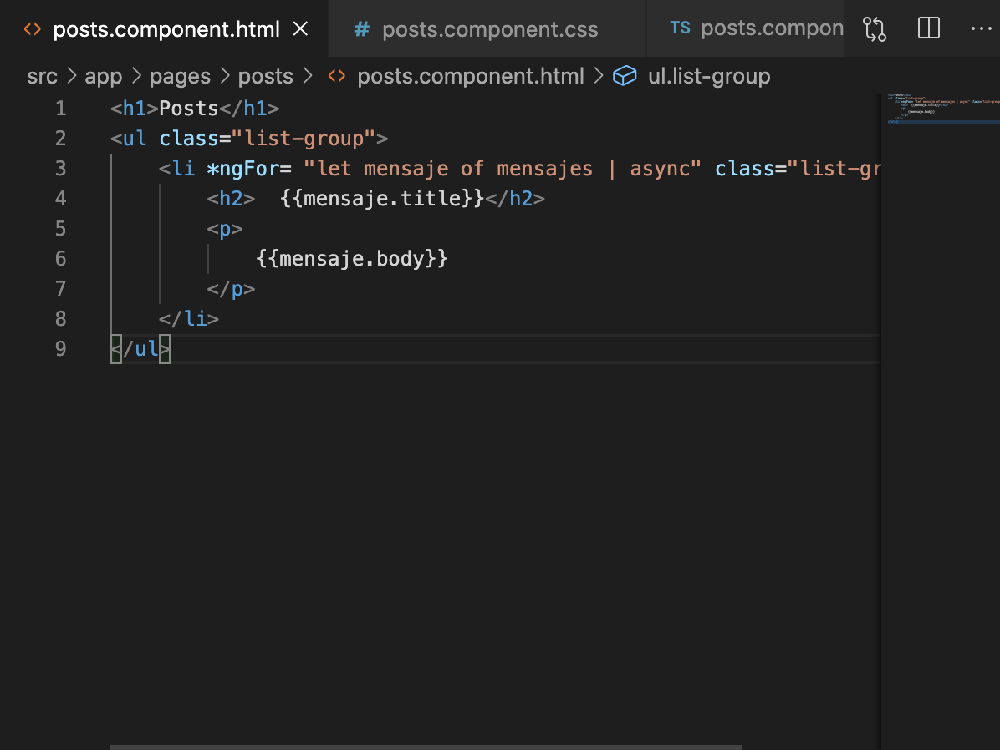 <> posts.component.html ×
# posts.component.css
TS posts.compon
src > app > pages > posts > <> posts.component.html > ul.list-group
1 <h1>Posts</h1>
2 <ul class="list-group">
3     <li *ngFor= "let mensaje of mensajes | async" class="list-gr
4         <h2>  {{mensaje.title}}</h2>
5         <p>
6             {{mensaje.body}}
7         </p>
8     </li>
9 </ul>